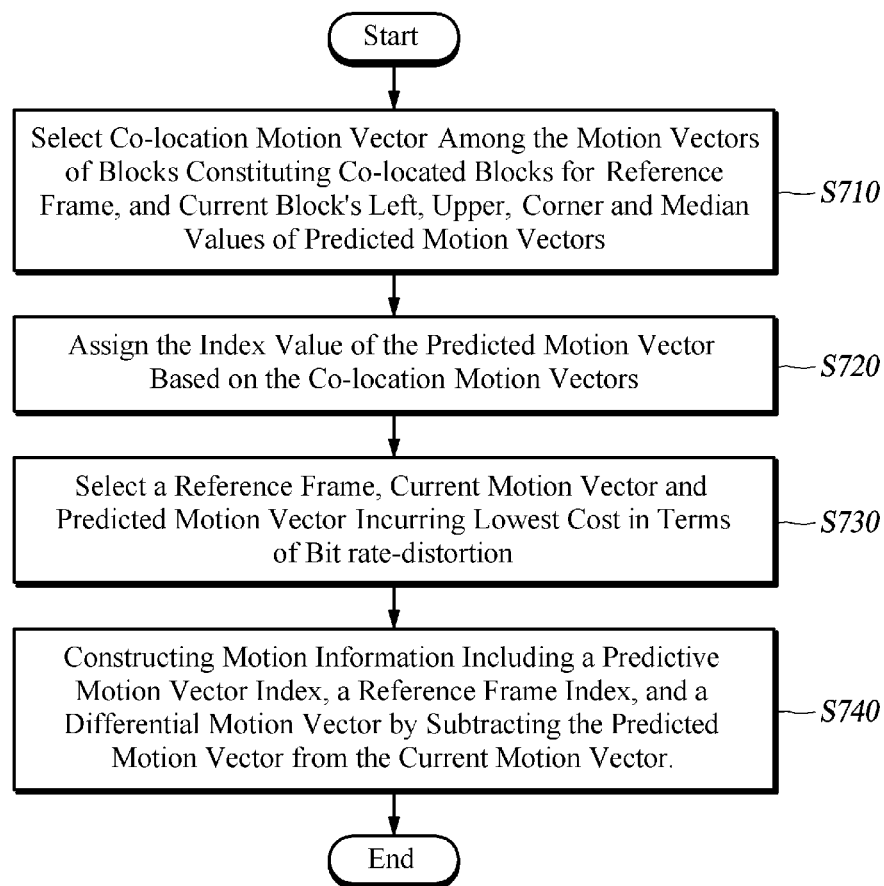 Start
Select Co-location Motion Vector Among the Motion Vectors
of Blocks Constituting Co-located Blocks for Reference
Frame, and Current Block's Left, Upper, Corner and Median
Values of Predicted Motion Vectors
S710
Assign the Index Value of the Predicted Motion Vector
Based on the Co-location Motion Vectors
S720
Select a Reference Frame, Current Motion Vector and
Predicted Motion Vector Incurring Lowest Cost in Terms
of Bit rate-distortion
S730
Constructing Motion Information Including a Predictive
Motion Vector Index, a Reference Frame Index, and a
Differential Motion Vector by Subtracting the Predicted
Motion Vector from the Current Motion Vector.
S740
End